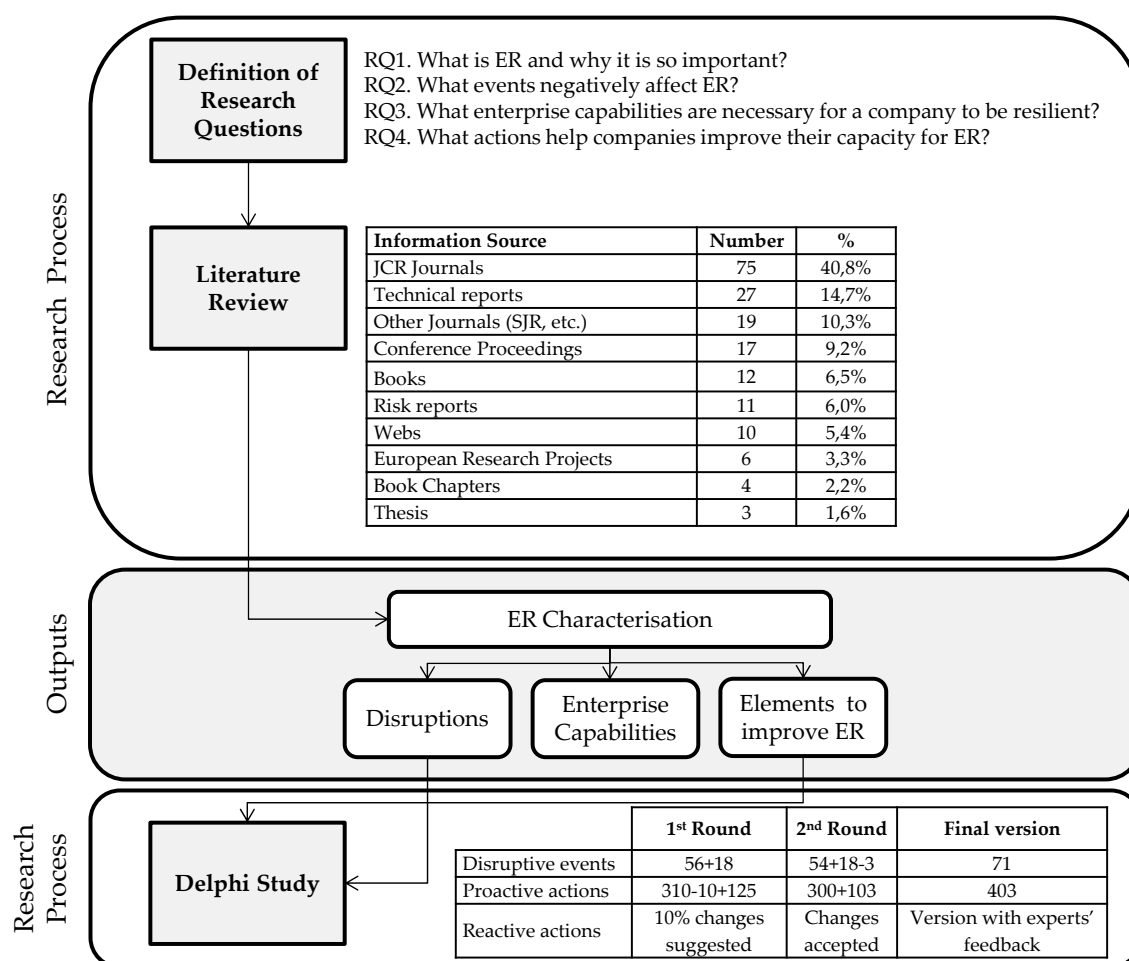 Research Process
Definition of
Research
Questions
RQ1. What is ER and why it is so important?
RQ2. What events negatively affect ER?
RQ3. What enterprise capabilities are necessary for a company to be resilient?
RQ4. What actions help companies improve their capacity for ER?
Literature
Review
Information Source Number %
JCR Journals 75 40,8%
Technical reports 27 14,7%
Other Journals (SJR, etc.) 19 10,3%
Conference Proceedings 17 9,2%
Books 12 6,5%
Risk reports 11 6,0%
Webs 10 5,4%
European Research Projects 6 3,3%
Book Chapters 4 2,2%
Thesis 3 1,6%
Outputs
ER Characterisation
Disruptions
Enterprise
Capabilities
Elements to
improve ER
Research
Process
Delphi Study
1st Round 2nd Round Final version
Disruptive events 56+18 54+18-3 71
Proactive actions 310-10+125 300+103 403
Reactive actions 10% changes suggested Changes accepted Version with experts’ feedback